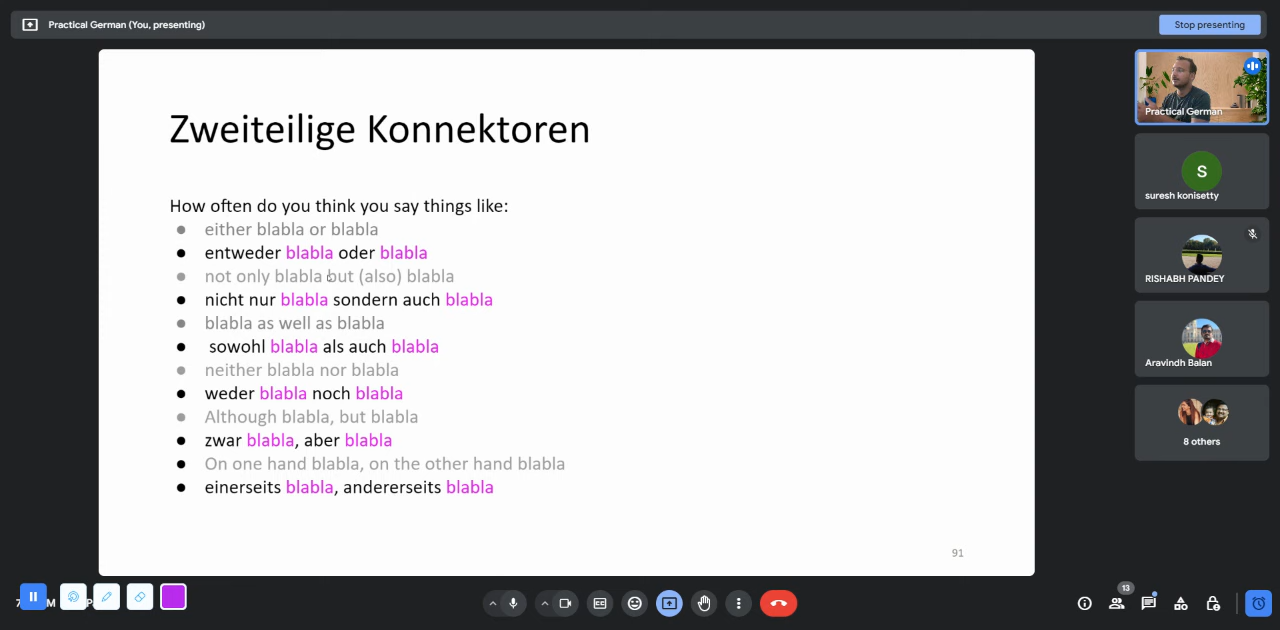 Practical German (You, presenting)
Stop presenting
Zweiteilige Konnektoren
How often do you think you say things like:
either blabla or blabla
entweder blabla oder blabla
not only blabla but (also) blabla
nicht nur blabla sondern auch blabla
blabla as well as blabla
sowohl blabla als auch blabla
neither blabla nor blabla
weder blabla noch blabla
Although blabla, but blabla
zwar blabla, aber blabla
On one hand blabla, on the other hand blabla
einerseits blabla, andererseits blabla
91
Practical German
S
suresh konisetty
RISHABH PANDEY
Aravindh Balan
8 others
13